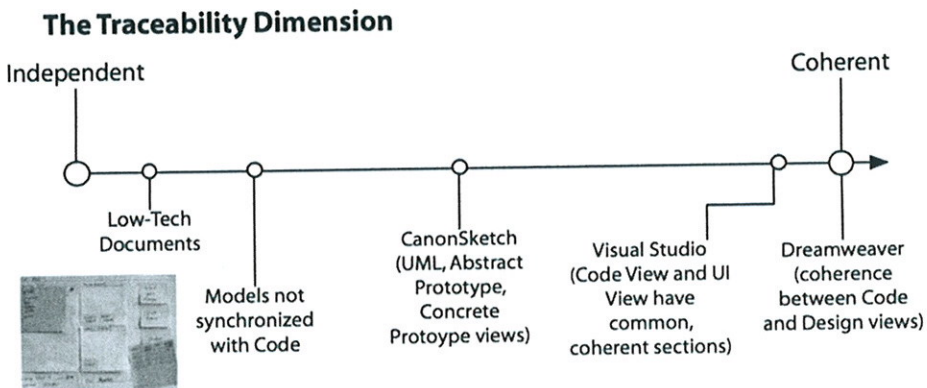 The Traceability Dimension
Independent
Coherent
Low-Tech
Documents
Models not
synchronized
with Code
CanonSketch
(UML, Abstract
Prototype,
Concrete
Protoype views)
Visual Studio
(Code View and UI
View have
common,
coherent sections)
Dreamweaver
(coherence
between Code
and Design views)